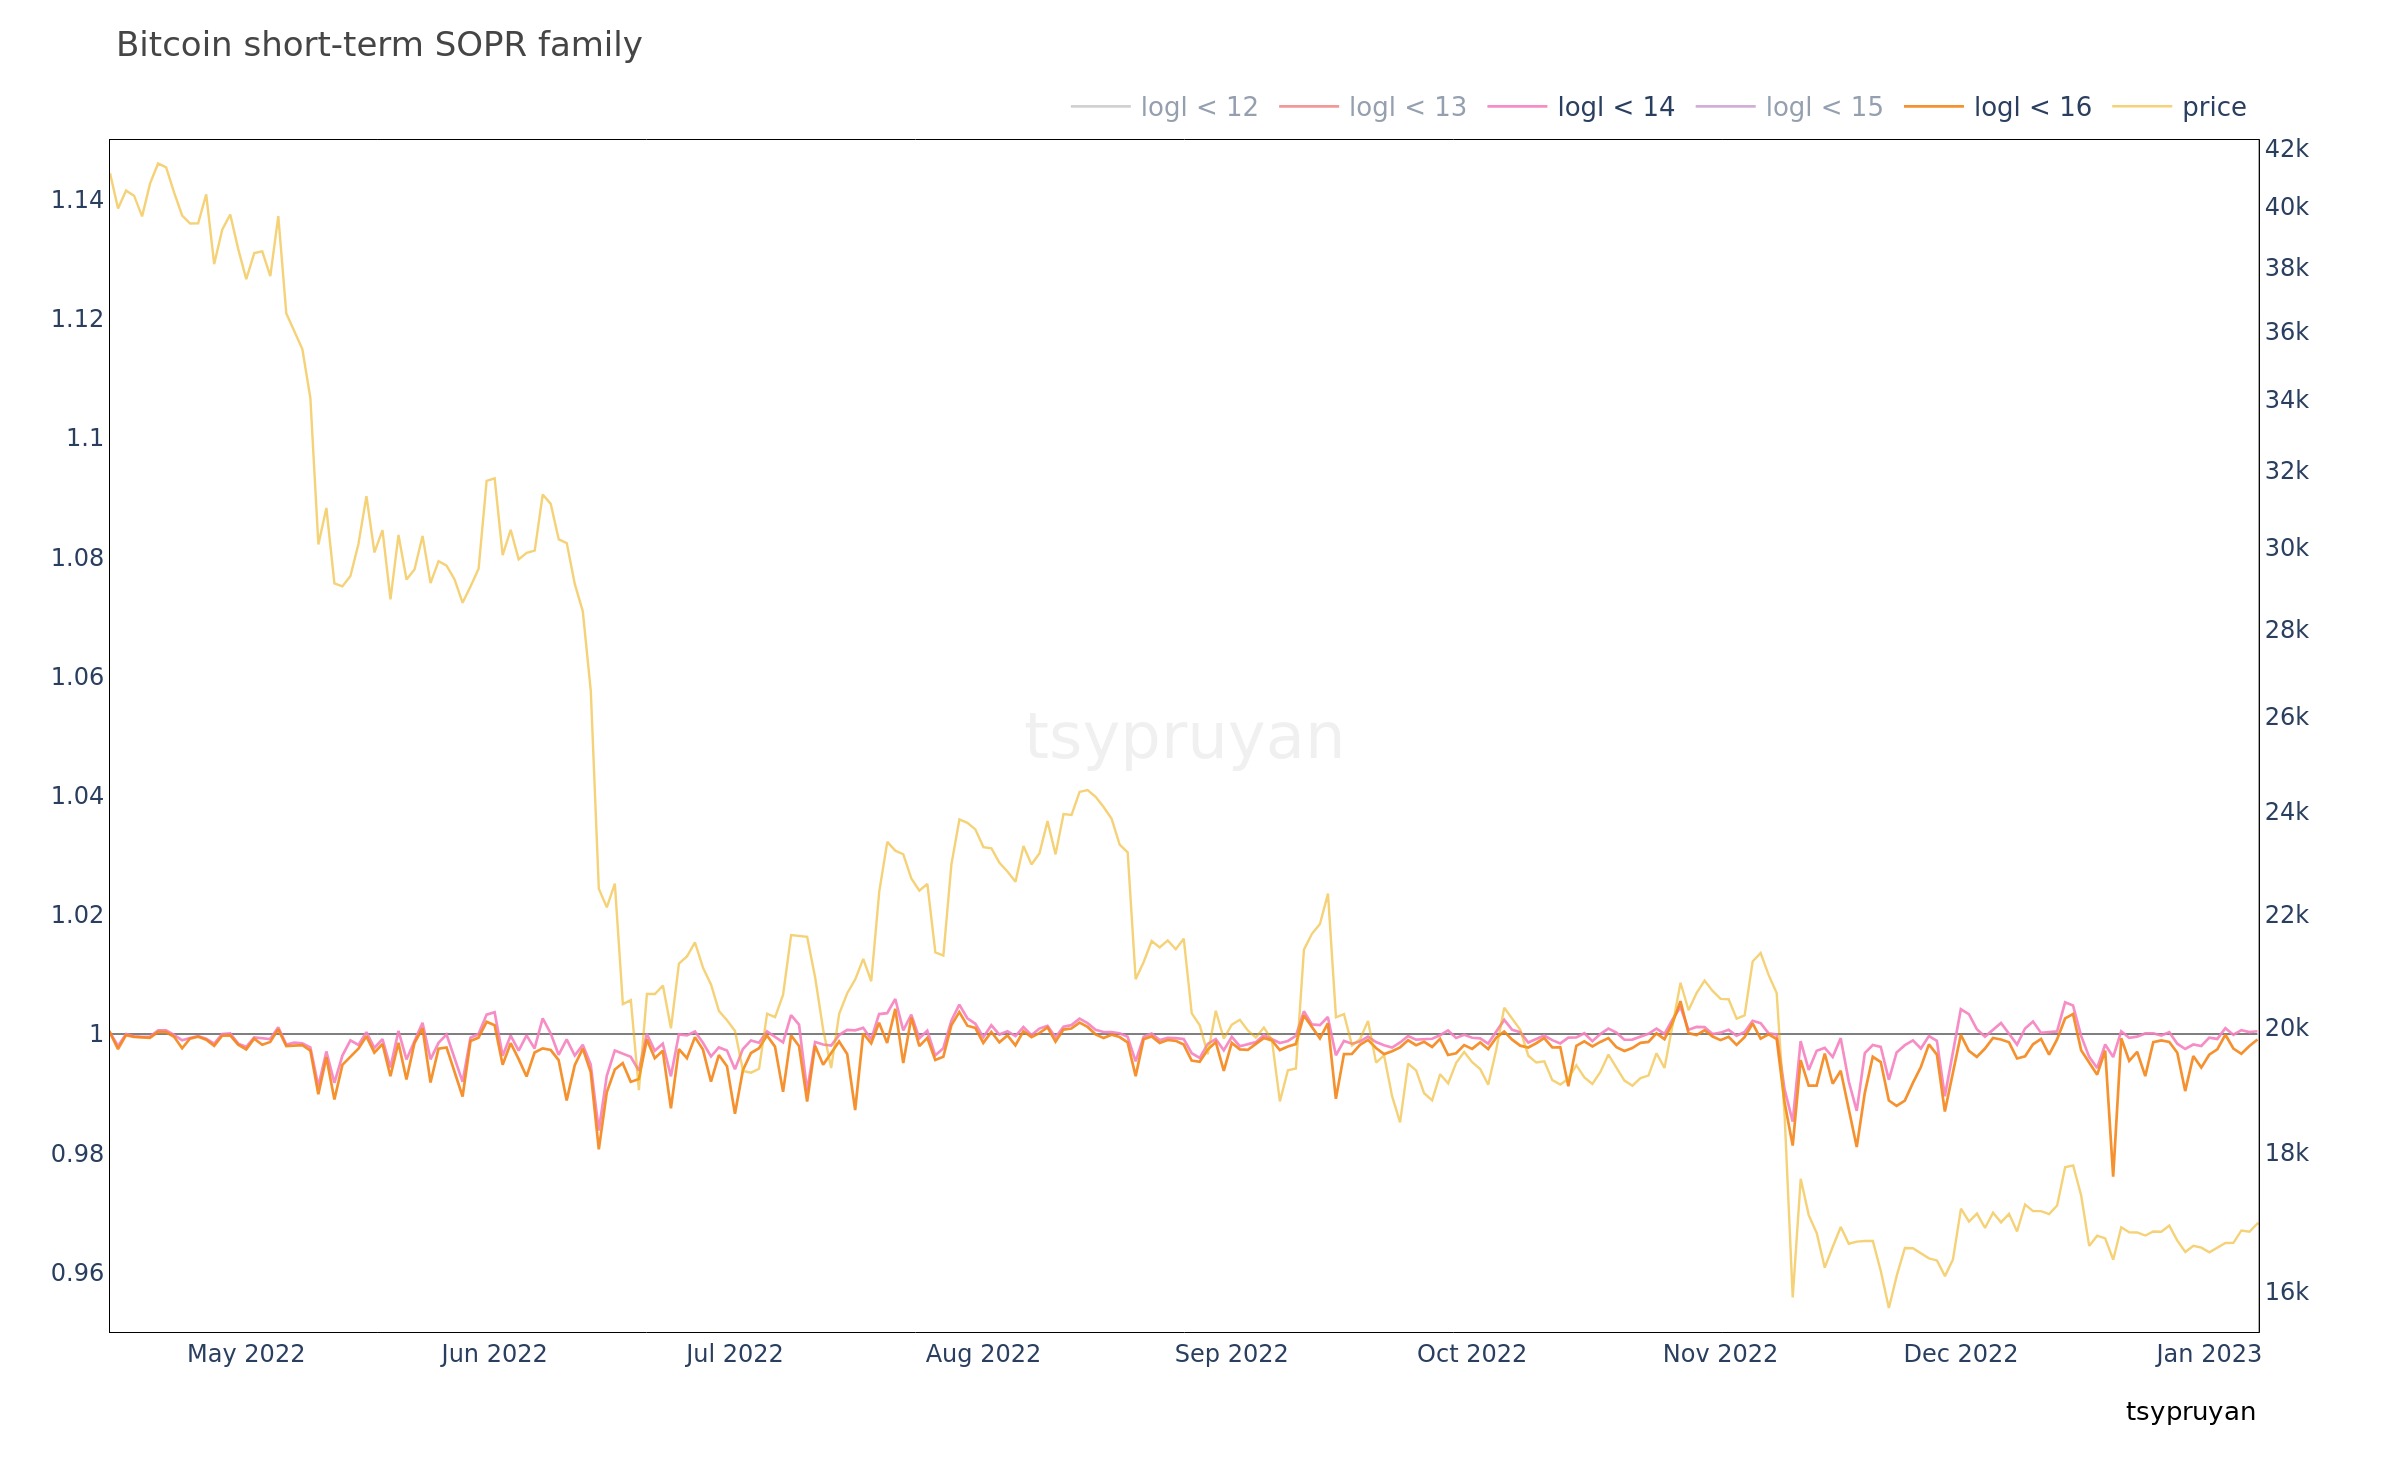 Bitcoin short-term SOPR family
logl < 12 logl < 13 logl < 14 logl < 15 logl < 16 price
42k
1.14
40k
38k
1.12
36k
34k
1.1
32k
1.08
30k
28k
1.06
26k
tsypruyan
1.04
24k
1.02
22k
1
20k
0.98
18k
0.96
16k
May 2022 Jun 2022 Jul 2022 Aug 2022 Sep 2022 Oct 2022 Nov 2022 Dec 2022 Jan 2023
tsypruyan